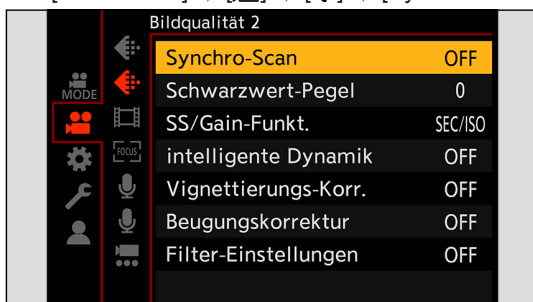 Bildqualität 2
Synchro-Scan OFF
MODE
Schwarzwert-Pegel 0
SS/Gain-Funkt. SEC/ISO
FOCUS
intelligente Dynamik OFF
Vignettierungs-Korr. OFF
Beugungskorrektur OFF
Filter-Einstellungen OFF